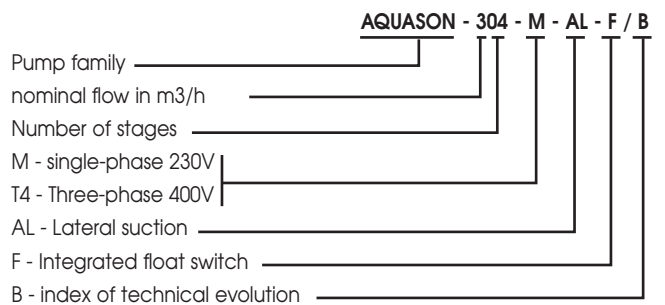 AQUASON - 304 - M - AL - F / B
Pump family
nominal flow in m3/h
Number of stages
M - single-phase 230V
T4 - Three-phase 400V
AL - Lateral suction
F - Integrated float switch
B - index of technical evolution